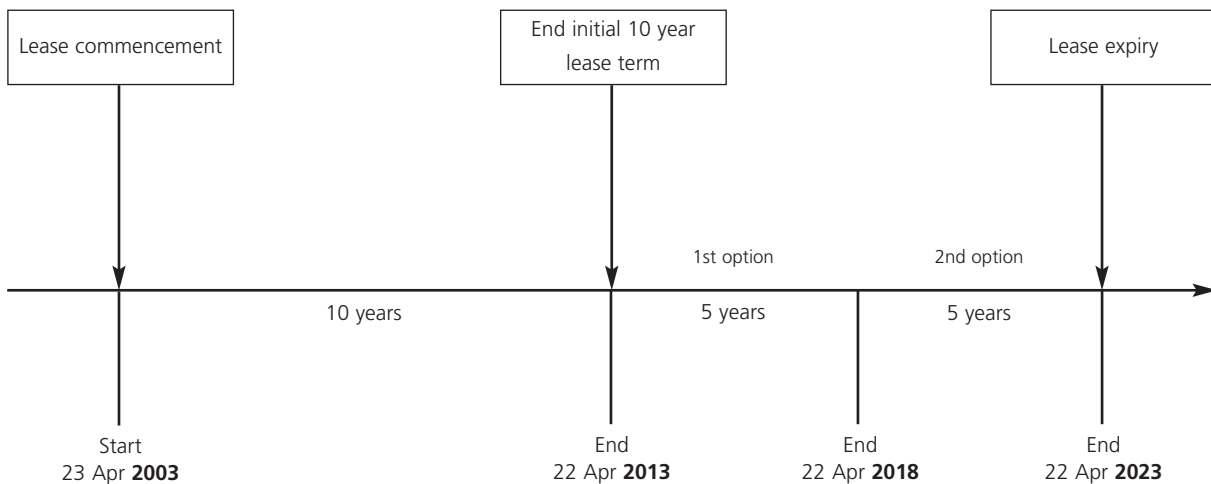 Lease commencement
End initial 10 year
lease term
Lease expiry
1st option
2nd option
10 years
5 years
5 years
Start
23 Apr 2003
End
22 Apr 2013
End
22 Apr 2018
End
22 Apr 2023